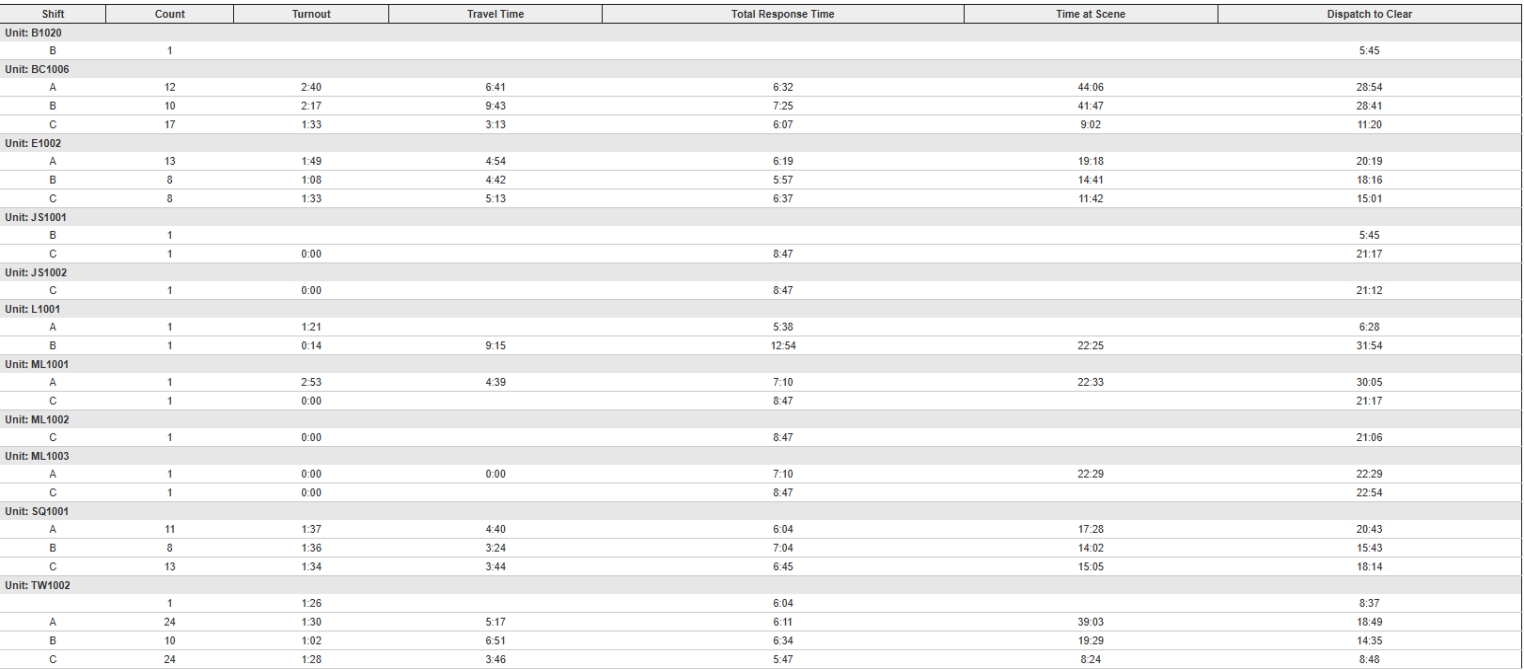 Shift Count Turnout Travel Time Total Response Time Time at Scene Dispatch to Clear
Unit: B1020
B 1 5:45
Unit: BC1006
A 12 2:40 6:41 6:32 44:06 28:54
B 10 2:17 9:43 7:25 41:47 28:41
C 17 1:33 3:13 6:07 9:02 11:20
Unit: E1002
A 13 1:49 4:54 6:19 19:18 20:19
B 8 1:08 4:42 5:57 14:41 18:16
C 8 1:33 5:13 6:37 11:42 15:01
Unit: JS1001
B 1 5:45
C 1 0:00 8:47 21:17
Unit: JS1002
C 1 0:00 8:47 21:12
Unit: L1001
A 1 1:21 5:38 6:28
B 1 0:14 9:15 12:54 22:25 31:54
Unit: ML1001
A 1 2:53 4:39 7:10 22:33 30:05
C 1 0:00 8:47 21:17
Unit: ML1002
C 1 0:00 8:47 21:06
Unit: ML1003
A 1 0:00 0:00 7:10 22:29 22:29
C 1 0:00 8:47 22:54
Unit: SQ1001
A 11 1:37 4:40 6:04 17:28 20:43
B 8 1:36 3:24 7:04 14:02 15:43
C 13 1:34 3:44 6:45 15:05 18:14
Unit: TW1002
1 1:26 6:04 8:37
A 24 1:30 5:17 6:11 39:03 18:49
B 10 1:02 6:51 6:34 19:29 14:35
C 24 1:28 3:46 5:47 8:24 8:48